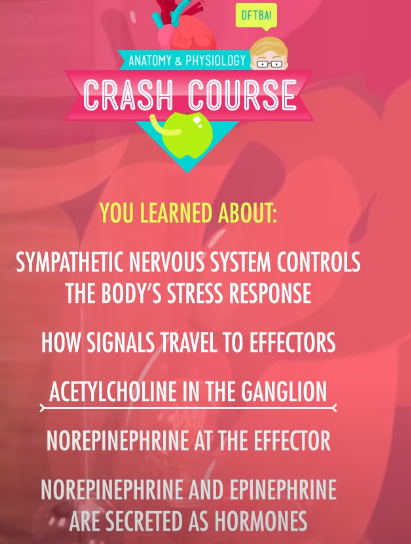 DFTBA!
ANATOMY & PHYSIOLOGY
CRASH COURSE
YOU LEARNED ABOUT:
SYMPATHETIC NERVOUS SYSTEM CONTROLS
THE BODY'S STRESS RESPONSE
HOW SIGNALS TRAVEL TO EFFECTORS
ACETYLCHOLINE IN THE GANGLION
NOREPINEPHRINE AT THE EFFECTOR
NOREPINEPHRINE AND EPINEPHRINE
ARE SECRETED AS HORMONES